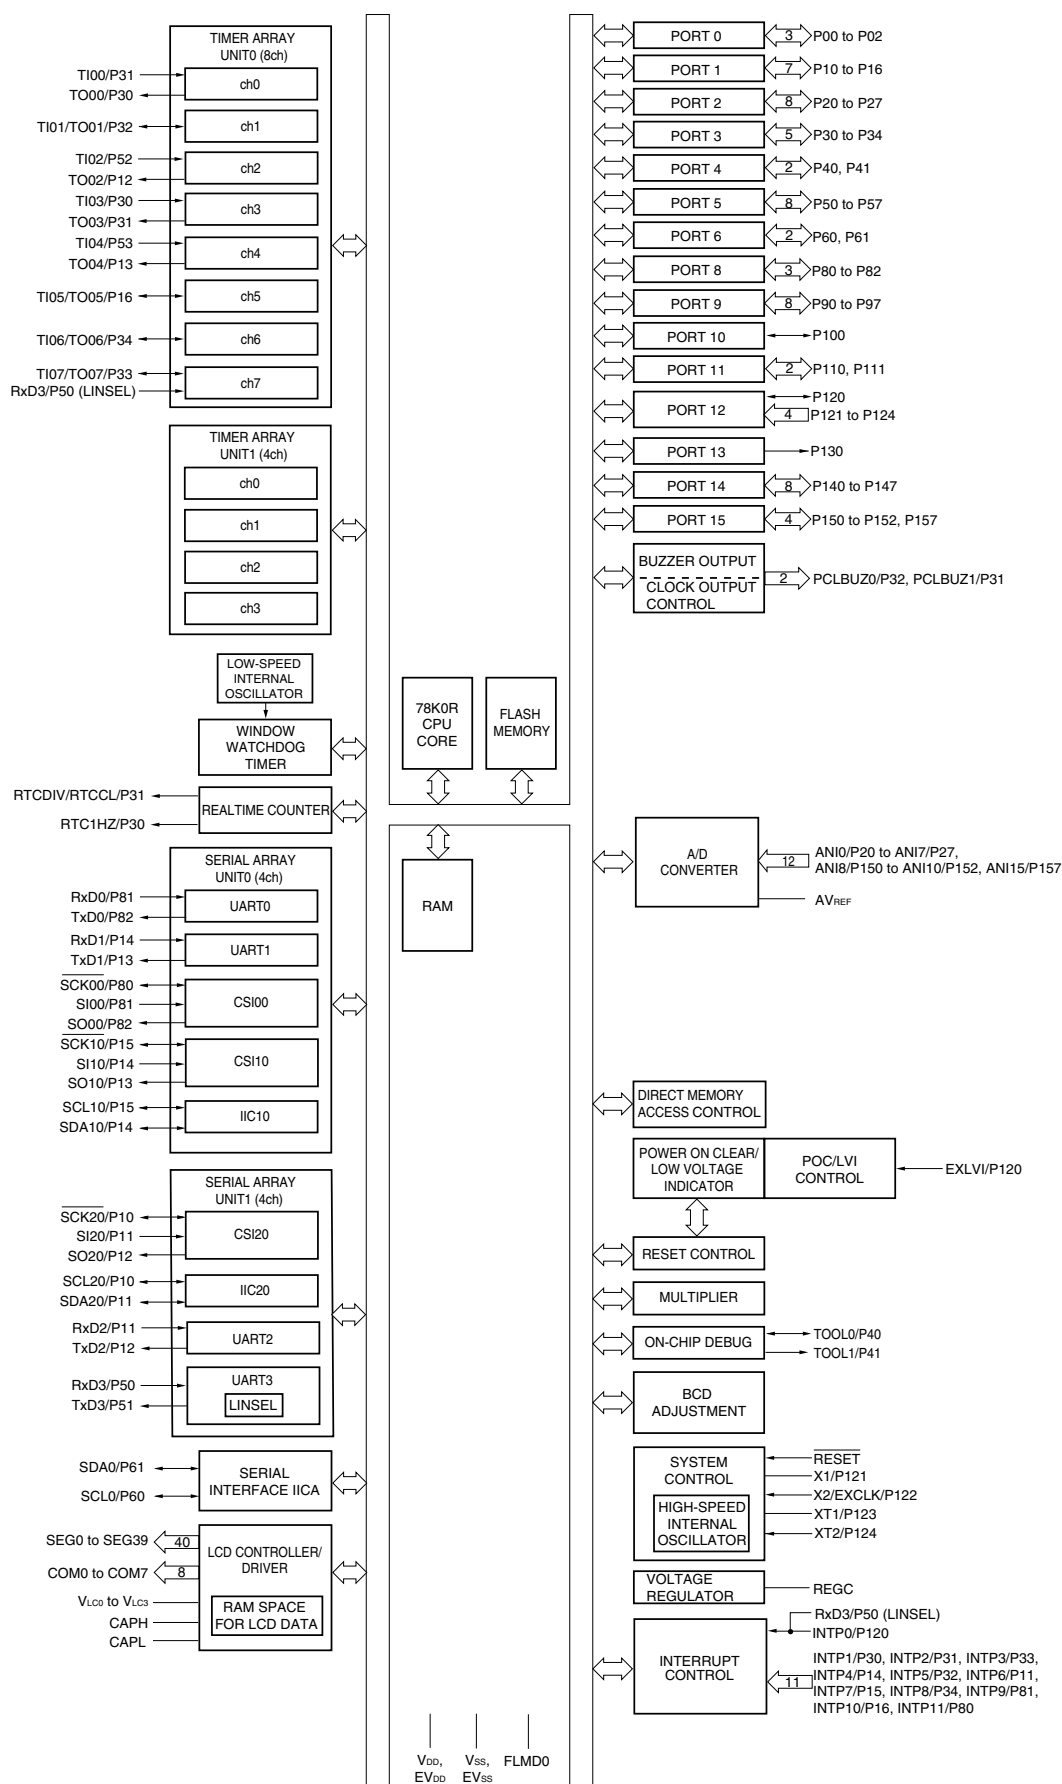 TIMER ARRAY
UNIT0 (8ch)
TI00/P31
TO00/P30
ch0
TI01/TO01/P32
ch1
TI02/P52
TO02/P12
ch2
TI03/P30
TO03/P31
ch3
TI04/P53
TO04/P13
ch4
TI05/TO05/P16
ch5
TI06/TO06/P34
ch6
TI07/TO07/P33
RxD3/P50 (LINSEL)
ch7
TIMER ARRAY
UNIT1 (4ch)
ch0
ch1
ch2
ch3
LOW-SPEED
INTERNAL
OSCILLATOR
WINDOW
WATCHDOG
TIMER
RTCDIV/RTCCL/P31
RTC1HZ/P30
REALTIME COUNTER
SERIAL ARRAY
UNIT0 (4ch)
RxD0/P81
TxD0/P82
UART0
RxD1/P14
TxD1/P13
UART1
SCK00/P80
SI00/P81
SO00/P82
CSI00
SCK10/P15
SI10/P14
SO10/P13
CSI10
SCL10/P15
SDA10/P14
IIC10
SERIAL ARRAY
UNIT1 (4ch)
SCK20/P10
SI20/P11
SO20/P12
CSI20
SCL20/P10
SDA20/P11
IIC20
RxD2/P11
TxD2/P12
UART2
RxD3/P50
TxD3/P51
UART3
LINSEL
SDA0/P61
SCL0/P60
SERIAL
INTERFACE IICA
SEG0 to SEG39
40
COM0 to COM7
8
VLC0 to VLC3
CAPH
CAPL
LCD CONTROLLER/
DRIVER
RAM SPACE
FOR LCD DATA
78K0R
CPU
CORE
FLASH
MEMORY
RAM
VDD,
EVDD
VSS,
EVSS
FLMD0
PORT 0
3
P00 to P02
PORT 1
7
P10 to P16
PORT 2
8
P20 to P27
PORT 3
5
P30 to P34
PORT 4
2
P40, P41
PORT 5
8
P50 to P57
PORT 6
2
P60, P61
PORT 8
3
P80 to P82
PORT 9
8
P90 to P97
PORT 10
P100
PORT 11
2
P110, P111
PORT 12
P120
4
P121 to P124
PORT 13
P130
PORT 14
8
P140 to P147
PORT 15
4
P150 to P152, P157
BUZZER OUTPUT
CLOCK OUTPUT
CONTROL
2
PCLBUZ0/P32, PCLBUZ1/P31
A/D
CONVERTER
12
ANI0/P20 to ANI7/P27,
ANI8/P150 to ANI10/P152, ANI15/P157
AVREF
DIRECT MEMORY
ACCESS CONTROL
POWER ON CLEAR/
LOW VOLTAGE
INDICATOR
POC/LVI
CONTROL
EXLVI/P120
RESET CONTROL
MULTIPLIER
ON-CHIP DEBUG
TOOL0/P40
TOOL1/P41
BCD
ADJUSTMENT
SYSTEM
CONTROL
HIGH-SPEED
INTERNAL
OSCILLATOR
RESET
X1/P121
X2/EXCLK/P122
XT1/P123
XT2/P124
VOLTAGE
REGULATOR
REGC
INTERRUPT
CONTROL
RxD3/P50 (LINSEL)
INTP0/P120
11
INTP1/P30, INTP2/P31, INTP3/P33,
INTP4/P14, INTP5/P32, INTP6/P11,
INTP7/P15, INTP8/P34, INTP9/P81,
INTP10/P16, INTP11/P80